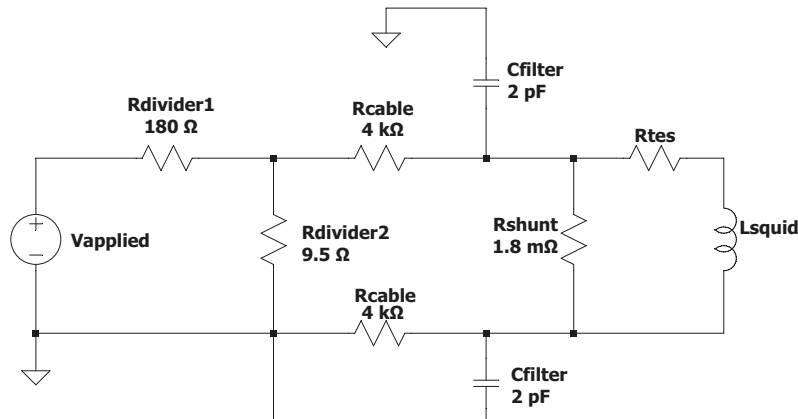 Cfilter
2 pF
Rdivider1
180 Ω
Rcable
4 kΩ
Rtes
+
−
Vapplied
Rdivider2
9.5 Ω
Rshunt
1.8 mΩ
Lsquid
Rcable
4 kΩ
Cfilter
2 pF